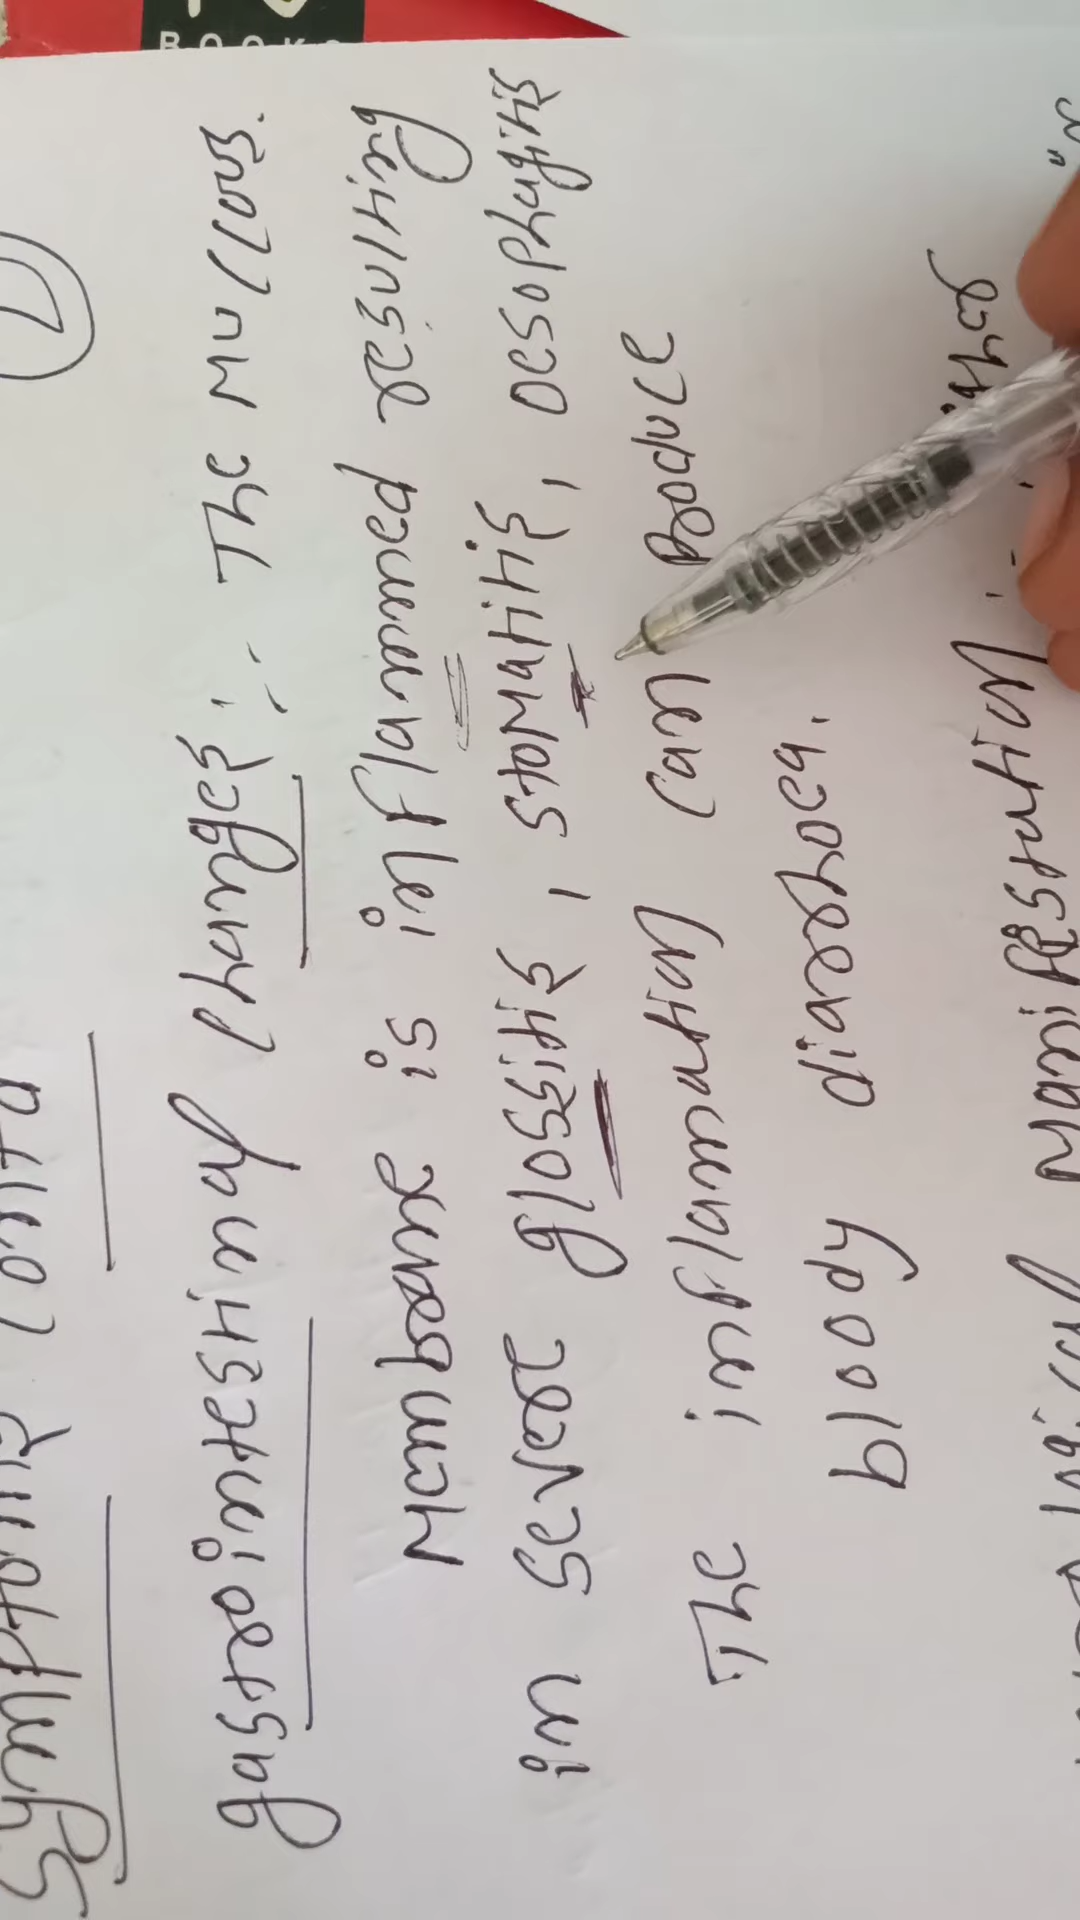 BOOKS
Symptoms
①
gastrointestinal changes : The mucous
membrane is inflammed resulting
in severe glossitis, stomatitis, oesophagitis
The inflammation can produce
bloody diarrhoea.
Manifestation